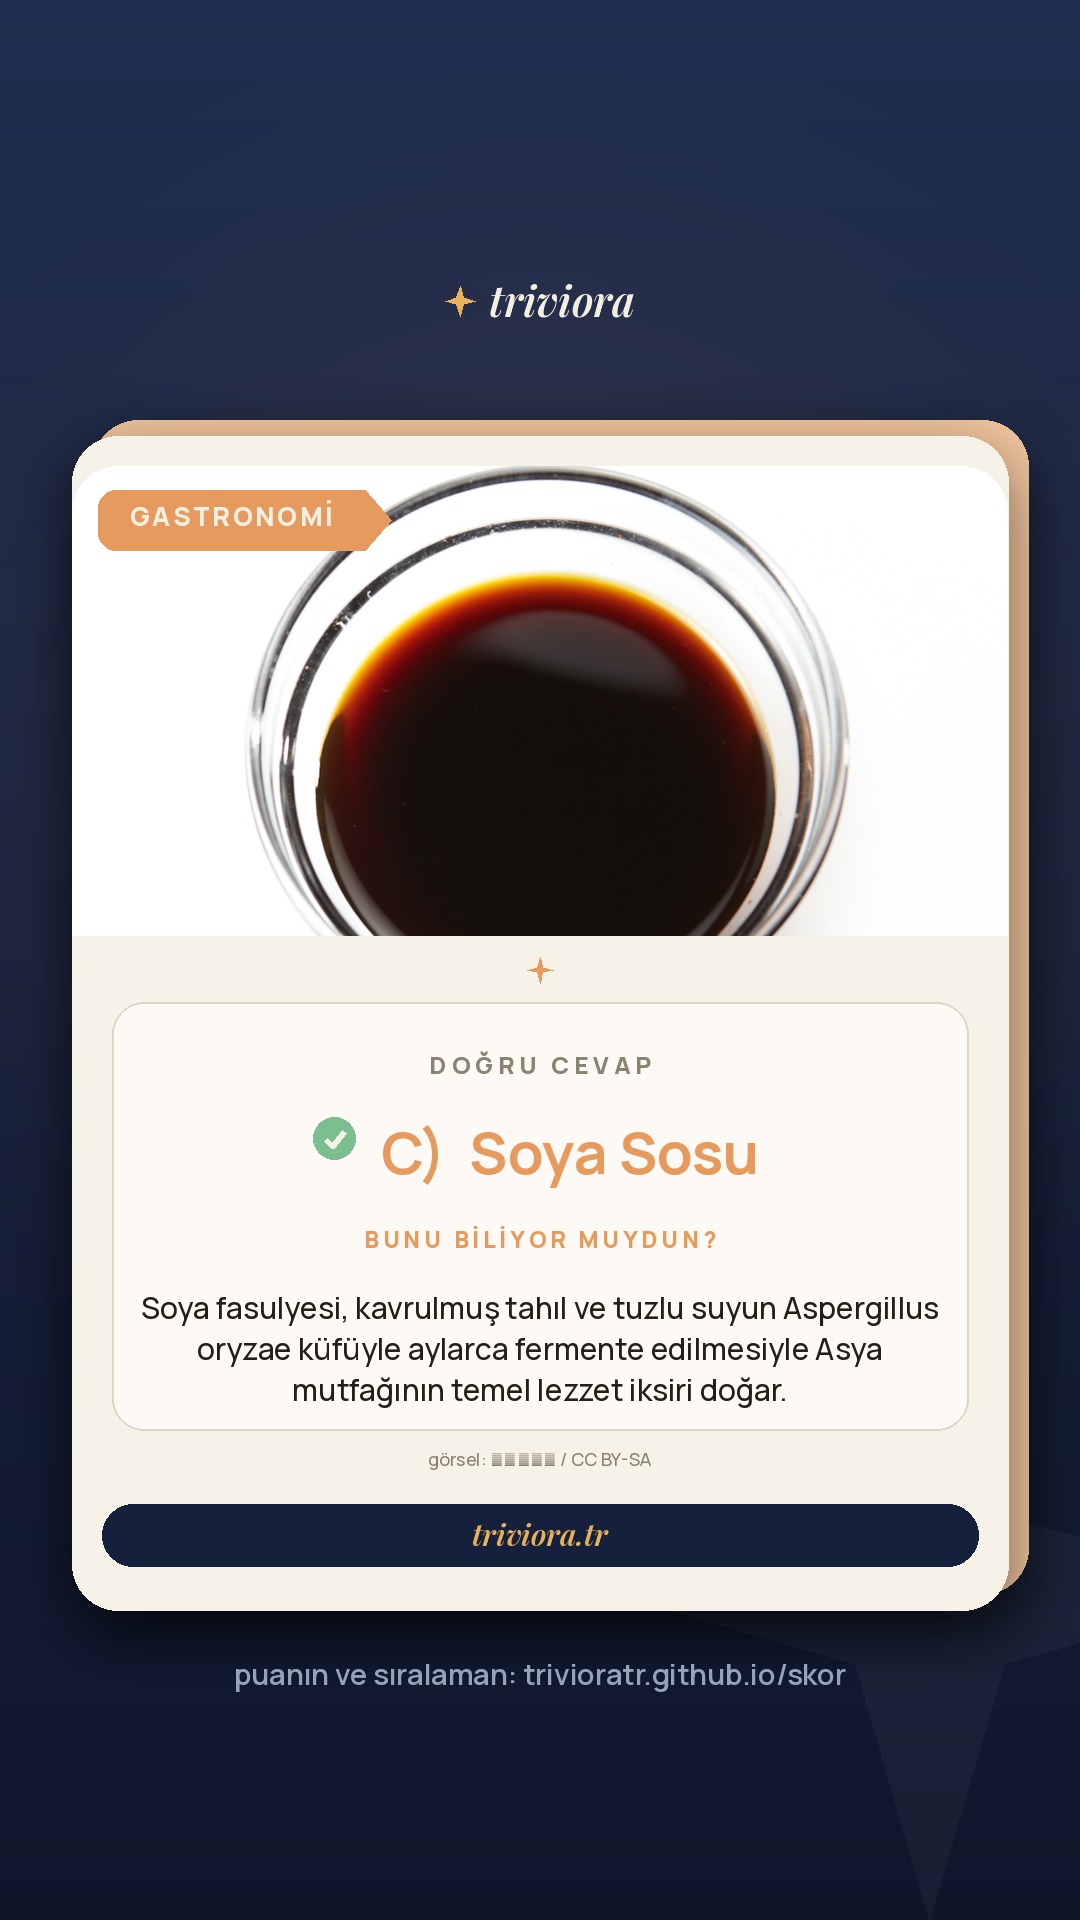 triviora
GASTRONOMİ
DOĞRU CEVAP
C) Soya Sosu
BUNU BİLİYOR MUYDUN?
Soya fasulyesi, kavrulmuş tahıl ve tuzlu suyun Aspergillus
oryzae küfüyle aylarca fermente edilmesiyle Asya
mutfağının temel lezzet iksiri doğar.
görsel: / CC BY-SA
triviora.tr
puanın ve sıralaman: trivioratr.github.io/skor